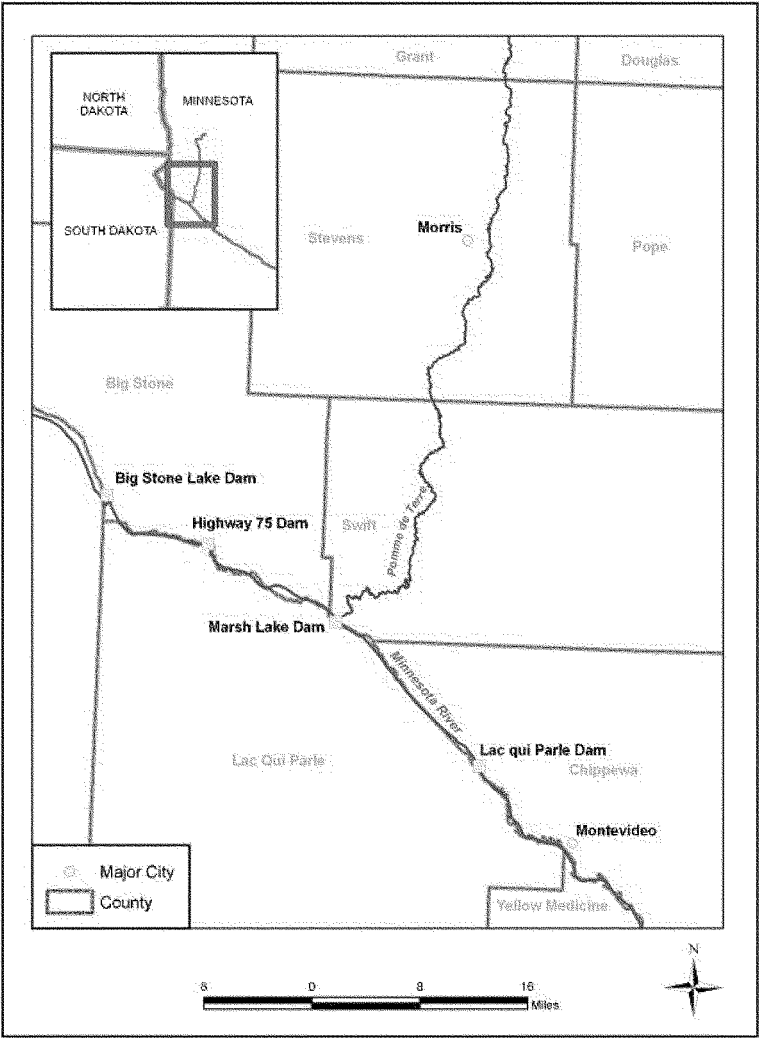 Grant
Douglas
NORTH
DAKOTA
MINNESOTA
SOUTH DAKOTA
Morris
Stevens
Pope
Big Stone
Big Stone Lake Dam
Highway 75 Dam
Swift
Pomme de Terre
Marsh Lake Dam
Minnesota River
Lac qui Parle Dam
Lac Qui Parle
Chippewa
Montevideo
Major City
County
Yellow Medicine
N
8 0 8 16
Miles